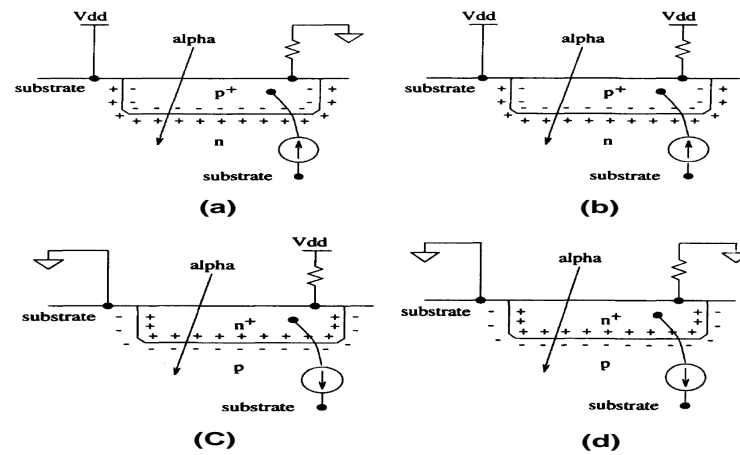 Vdd
alpha
substrate
p+
n
substrate
(a)
Vdd
Vdd
alpha
substrate
p+
n
substrate
(b)
Vdd
alpha
substrate
n+
p
substrate
(C)
alpha
substrate
n+
p
substrate
(d)